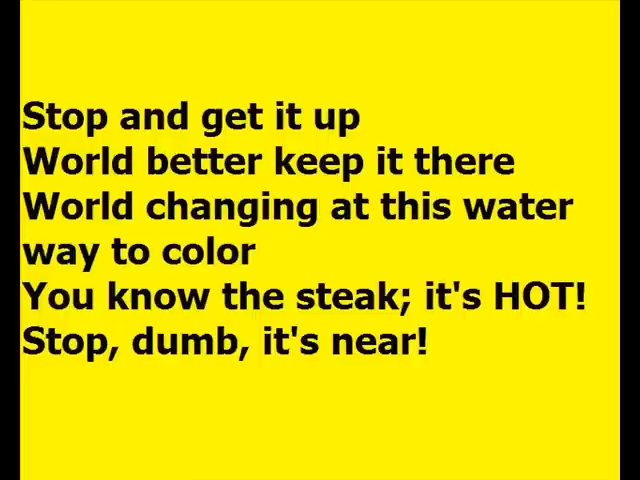 Stop and get it up
World better keep it there
World changing at this water
way to color
You know the steak; it's HOT!
Stop, dumb, it's near!